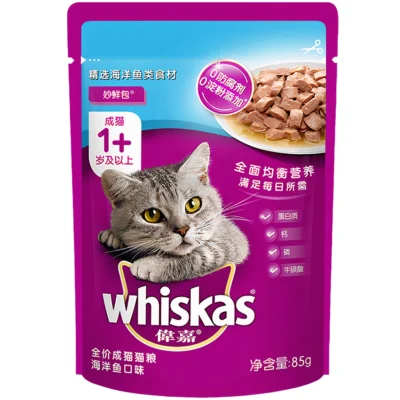 精选海洋鱼类食材
妙鲜包®
0防腐剂
0淀粉添加
成猫
1+
岁及以上
全面均衡营养
满足每日所需
蛋白质
钙
磷
牛磺酸
whiskas®
偉嘉
全价成猫猫粮
海洋鱼口味
净含量:85g